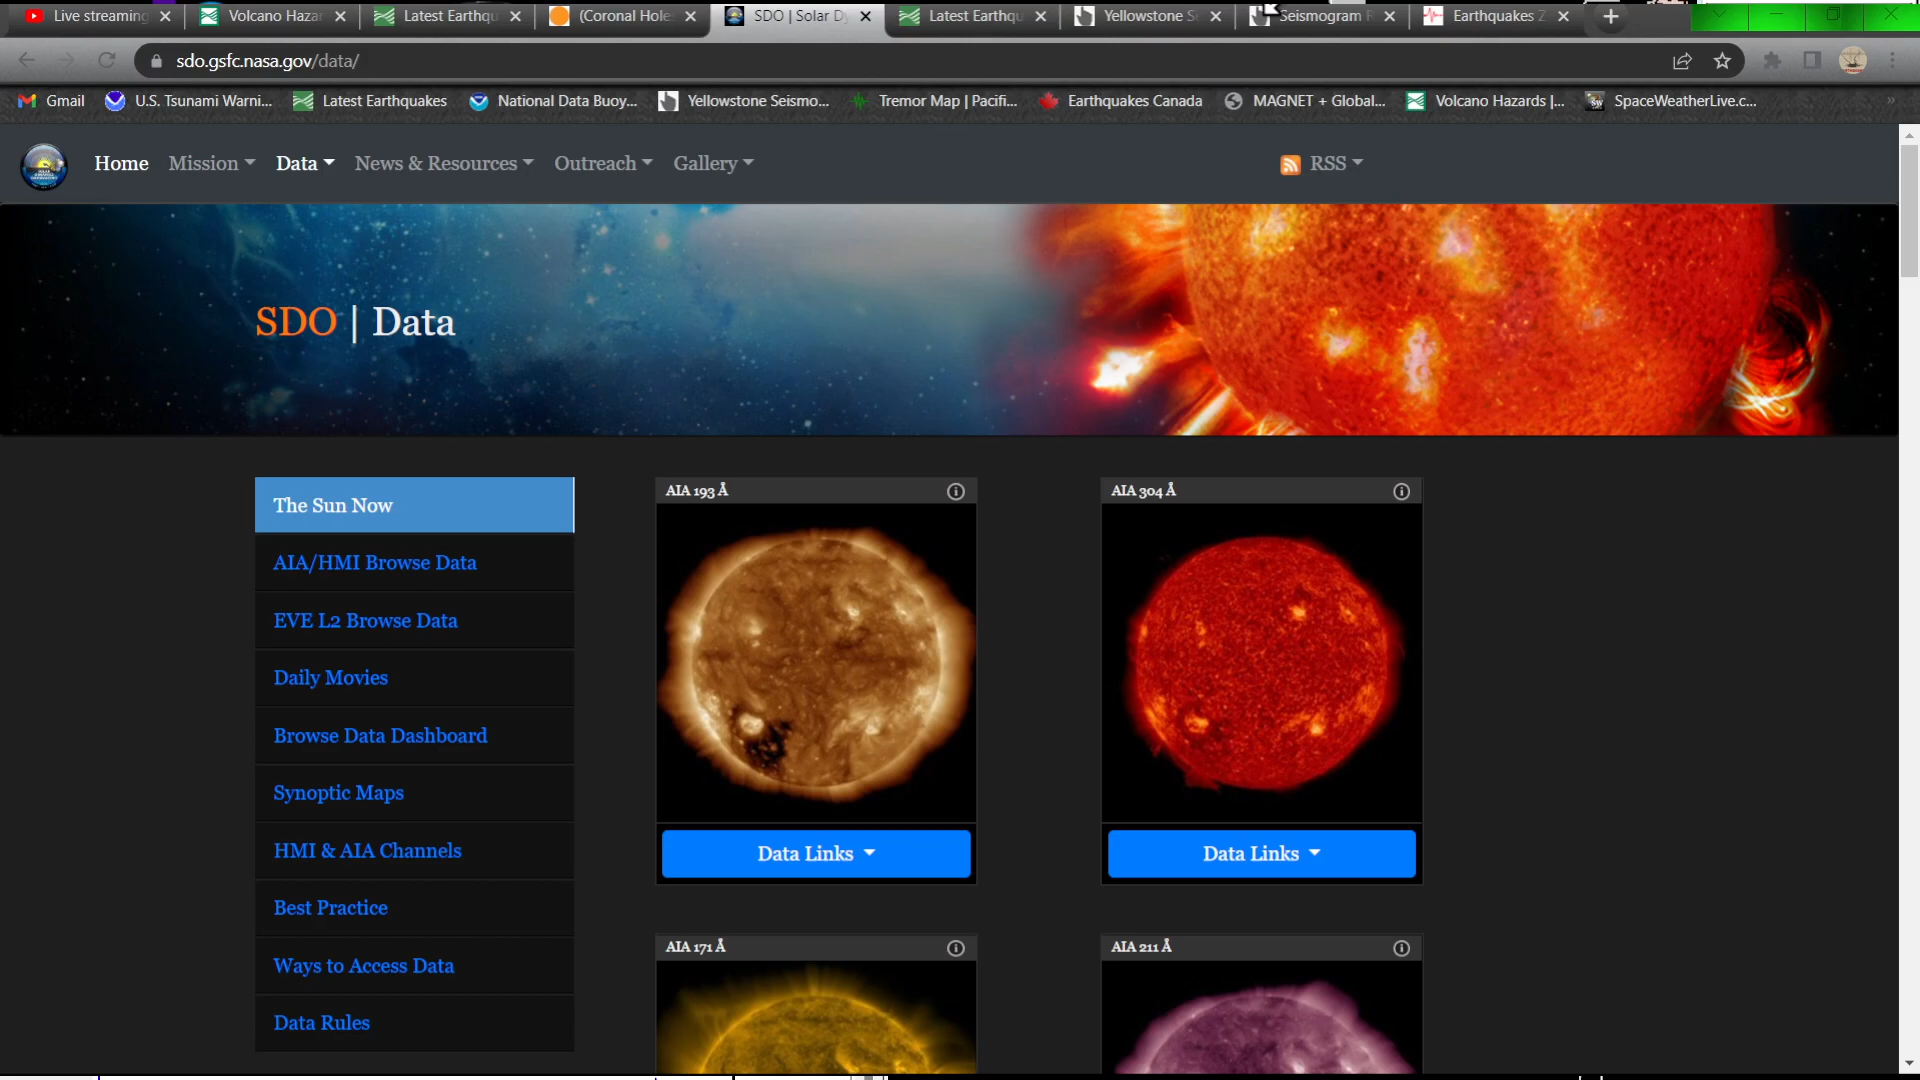 Live streaming
Volcano Hazar
Latest Earthqu
(Coronal Hole
SDO | Solar Dy
Latest Earthqu
Yellowstone Se
Seismogram R
Earthquakes Z
sdo.gsfc.nasa.gov/data/
Gmail
U.S. Tsunami Warni...
Latest Earthquakes
National Data Buoy...
Yellowstone Seismo...
Tremor Map | Pacifi...
Earthquakes Canada
MAGNET + Global...
Volcano Hazards |...
SpaceWeatherLive.c...
Home
Mission
Data
News & Resources
Outreach
Gallery
RSS
SDO | Data
The Sun Now
AIA/HMI Browse Data
EVE L2 Browse Data
Daily Movies
Browse Data Dashboard
Synoptic Maps
HMI & AIA Channels
Best Practice
Ways to Access Data
Data Rules
AIA 193 Å
AIA 304 Å
Data Links
Data Links
AIA 171 Å
AIA 211 Å